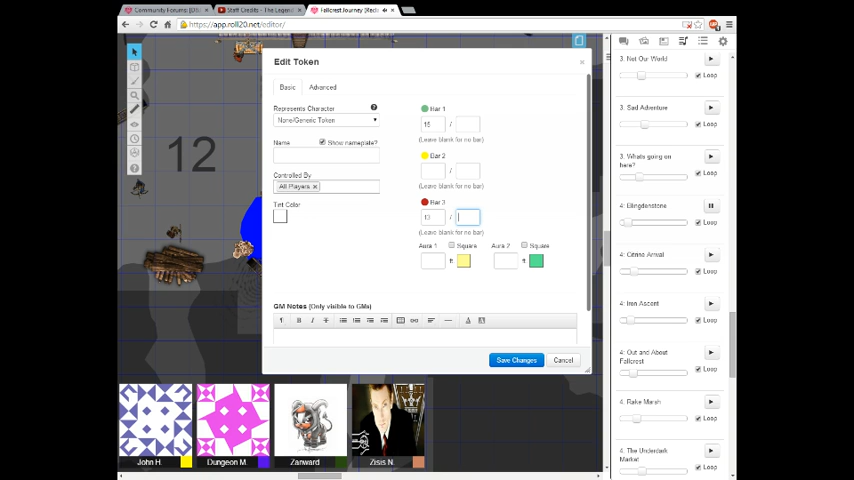 Community Forums: [D&
Staff Credits - The Legend
Fallcrest Journey (Redu
https://app.roll20.net/editor/
12
Edit Token
×
Basic
Advanced
Represents Character
None/Generic Token
Name
Show nameplate?
Controlled By
All Players ×
Tint Color
Bar 1
15 /
(Leave blank for no bar)
Bar 2
/
(Leave blank for no bar)
Bar 3
13 /
(Leave blank for no bar)
Aura 1
Square
Aura 2
Square
ft.
ft.
GM Notes (Only visible to GMs)
Save Changes
Cancel
3. Not Our World
Loop
3. Sad Adventure
Loop
3. Whats going on
here?
Loop
4: Blingdenstone
Loop
4: Corina Arrival
Loop
4: Iron Ascent
Loop
4: Out and About
Fallcrest
Loop
4: Rake Marsh
Loop
4: The Underdark
Market
Loop
John H.
Dungeon M.
Zanward
Zisis N.